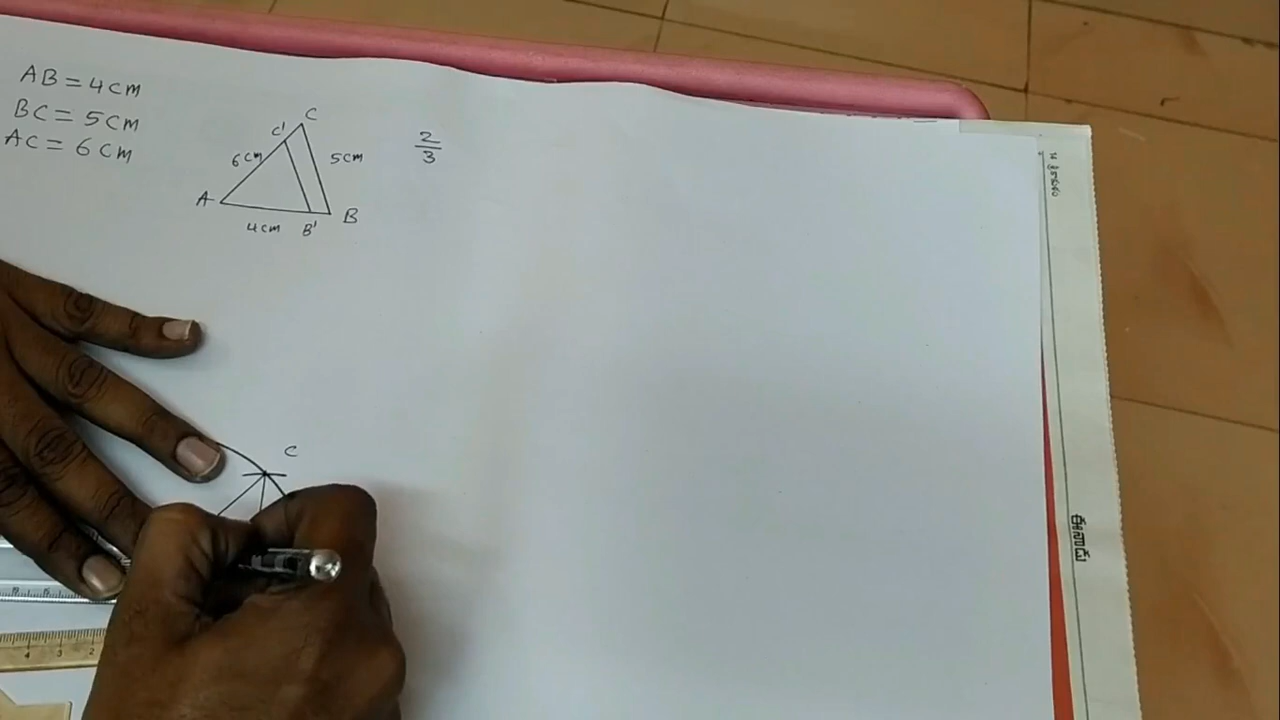 AB = 4cm
BC = 5cm
AC = 6cm
C
C'
6cm
5cm
A
B
4cm
B'
2
3
C